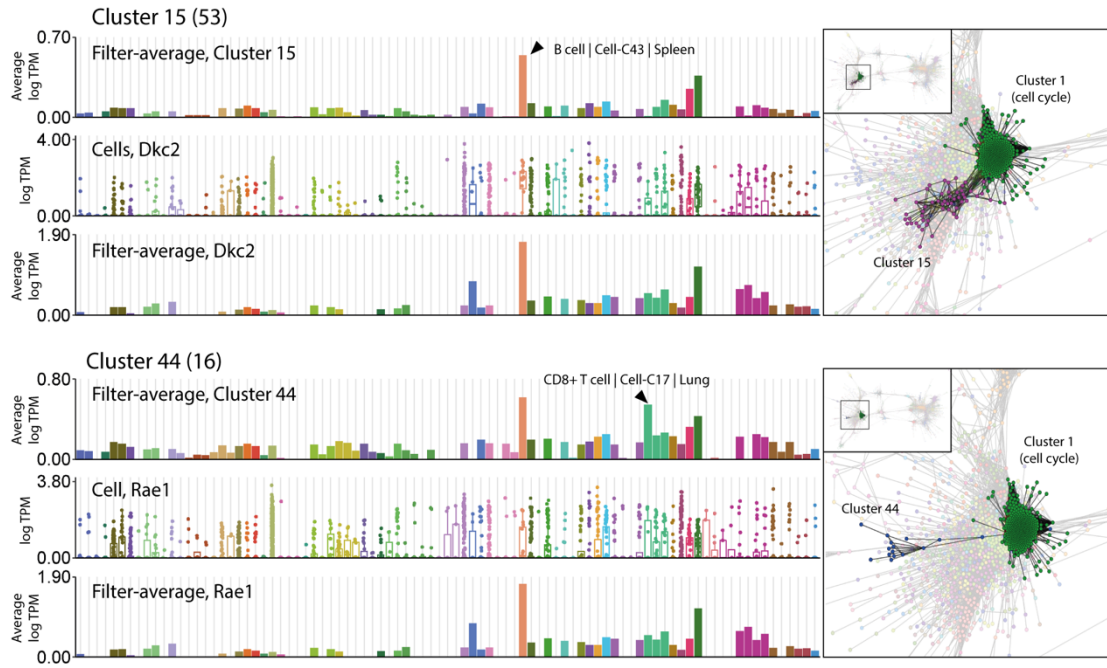 Cluster 15 (53)
Average
log TPM
0.70
0.00
Filter-average, Cluster 15
B cell | Cell-C43 | Spleen
log TPM
4.00
0.00
Cells, Dkc2
Average
log TPM
1.90
0.00
Filter-average, Dkc2
Cluster 1
(cell cycle)
Cluster 15
Cluster 44 (16)
Average
log TPM
0.80
0.00
Filter-average, Cluster 44
CD8+ T cell | Cell-C17 | Lung
log TPM
3.80
0.00
Cell, Rae1
Average
log TPM
1.90
0.00
Filter-average, Rae1
Cluster 1
(cell cycle)
Cluster 44